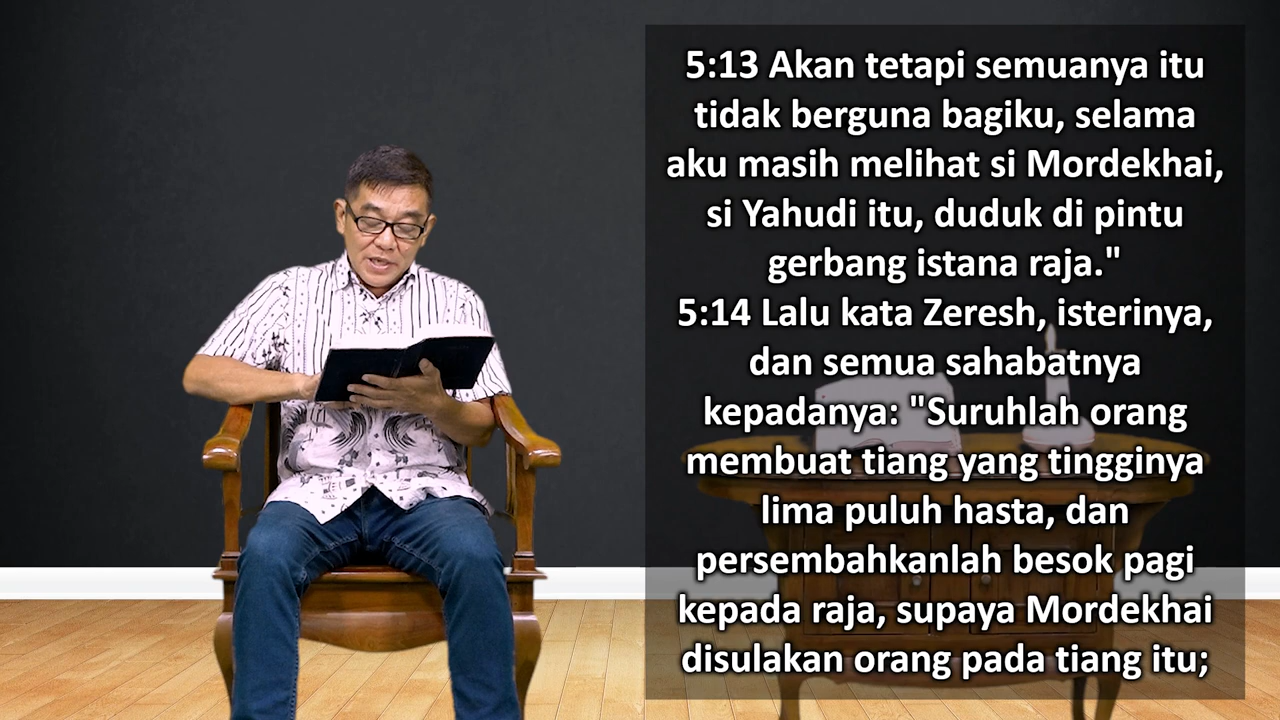 5:13 Akan tetapi semuanya itu
tidak berguna bagiku, selama
aku masih melihat si Mordekhai,
si Yahudi itu, duduk di pintu
gerbang istana raja."
5:14 Lalu kata Zeresh, isterinya,
dan semua sahabatnya
kepadanya: "Suruhlah orang
membuat tiang yang tingginya
lima puluh hasta, dan
persembahkanlah besok pagi
kepada raja, supaya Mordekhai
disulakan orang pada tiang itu;